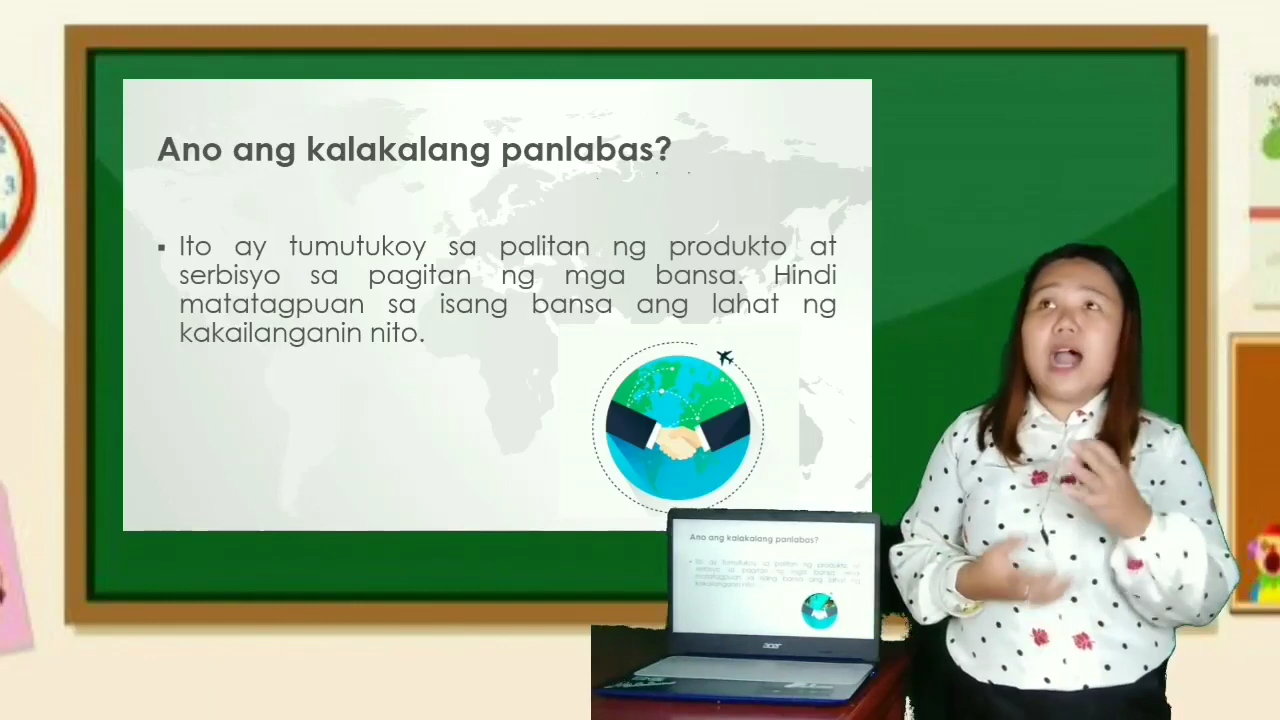 Ano ang kalakalang panlabas?
▪ Ito ay tumutukoy sa palitan ng produkto at
serbisyo sa pagitan ng mga bansa. Hindi
matatagpuan sa isang bansa ang lahat ng
kakailanganin nito.
Ano ang kalakalang panlabas?
acer